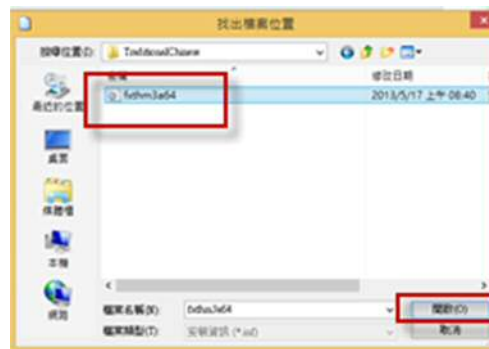 找出檔案位置
搜尋位置(I): TraditionalChinese
名稱 修改日期
fxthm3a64 2013/5/17 上午 08:40
最近的位置
桌面
媒體櫃
本機
網路
檔案名稱(N): 開啟(O)
檔案類型(T): 安裝資訊 (*.inf) 取消